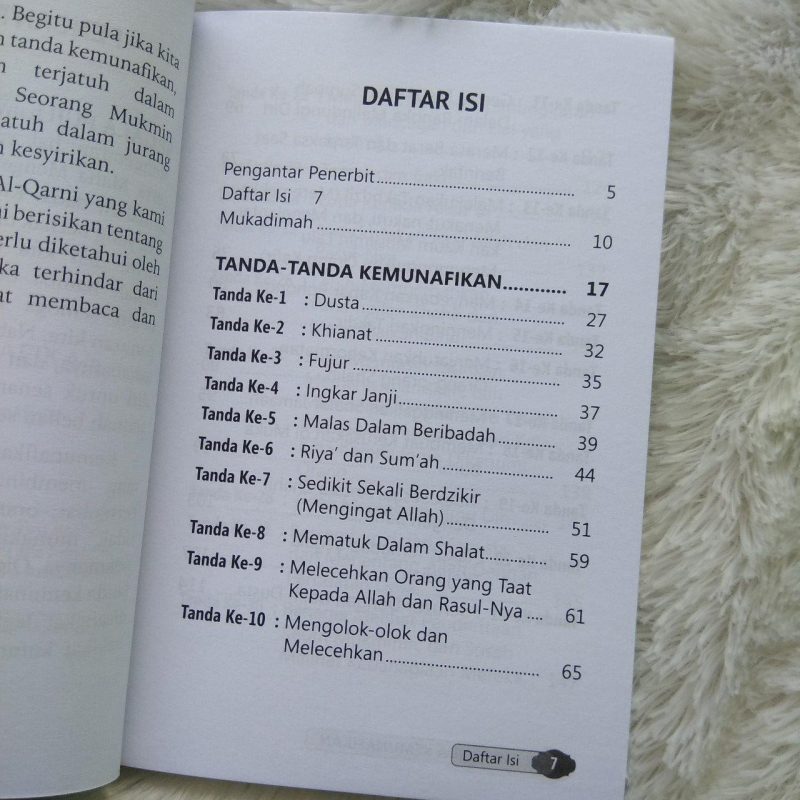 . Begitu pula jika kita
tanda kemunafikan,
terjatuh dalam
Seorang Mukmin
atuh dalam jurang
kesyirikan.
Al-Qarni yang kami
berisikan tentang
erlu diketahui oleh
ka terhindar dari
at membaca dan
DAFTAR ISI
Pengantar Penerbit.......................................... 5
Daftar Isi 7
Mukadimah..................................................... 10
TANDA-TANDA KEMUNAFIKAN............ 17
Tanda Ke-1 : Dusta..................................... 27
Tanda Ke-2 : Khianat................................... 32
Tanda Ke-3 : Fujur....................................... 35
Tanda Ke-4 : Ingkar Janji............................. 37
Tanda Ke-5 : Malas Dalam Beribadah............ 39
Tanda Ke-6 : Riya’ dan Sum’ah...................... 44
Tanda Ke-7 : Sedikit Sekali Berdzikir
(Mengingat Allah)...................... 51
Tanda Ke-8 : Mematuk Dalam Shalat.............. 59
Tanda Ke-9 : Melecehkan Orang yang Taat
Kepada Allah dan Rasul-Nya .... 61
Tanda Ke-10 : Mengolok-olok dan
Melecehkan................................ 65
Daftar Isi 7